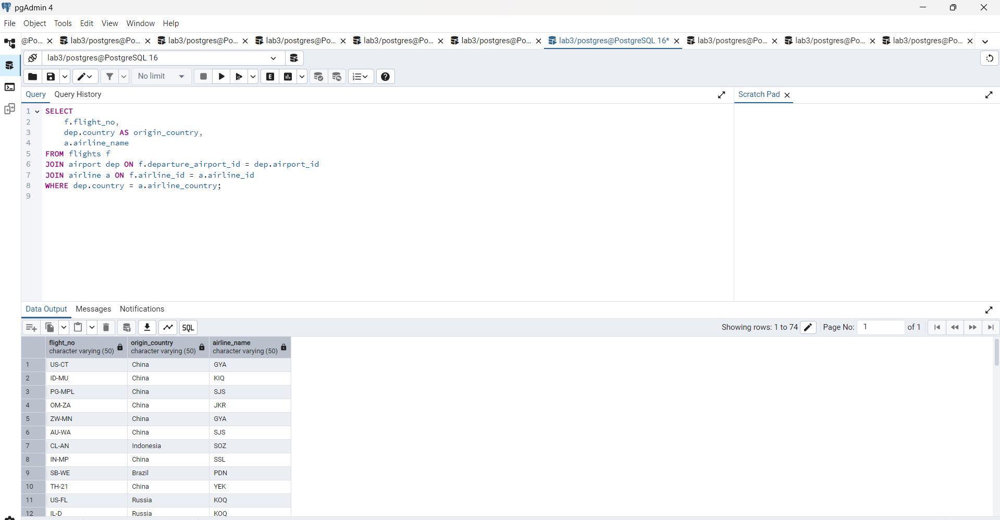 pgAdmin 4
File Object Tools Edit View Window Help
@Po... lab3/postgres@Po... lab3/postgres@Po... lab3/postgres@Po... lab3/postgres@Po... lab3/postgres@Po... lab3/postgres@PostgreSQL 16* lab3/postgres@Po... lab3/postgres@Po... lab3/postgres@Po...
lab3/postgres@PostgreSQL 16
No limit E
Query Query History Scratch Pad
1 SELECT
2 f.flight_no,
3 dep.country AS origin_country,
4 a.airline_name
5 FROM flights f
6 JOIN airport dep ON f.departure_airport_id = dep.airport_id
7 JOIN airline a ON f.airline_id = a.airline_id
8 WHERE dep.country = a.airline_country;
9
Data Output Messages Notifications
SQL Showing rows: 1 to 74 Page No: 1 of 1
flight_no origin_country airline_name
character varying (50) character varying (50) character varying (50)
1 US-CT China GYA
2 ID-MU China KIQ
3 PG-MPL China SJS
4 OM-ZA China JKR
5 ZW-MN China GYA
6 AU-WA China SJS
7 CL-AN Indonesia SOZ
8 IN-MP China SSL
9 SB-WE Brazil PDN
10 TH-21 China YEK
11 US-FL Russia KOQ
12 IL-D Russia KOQ